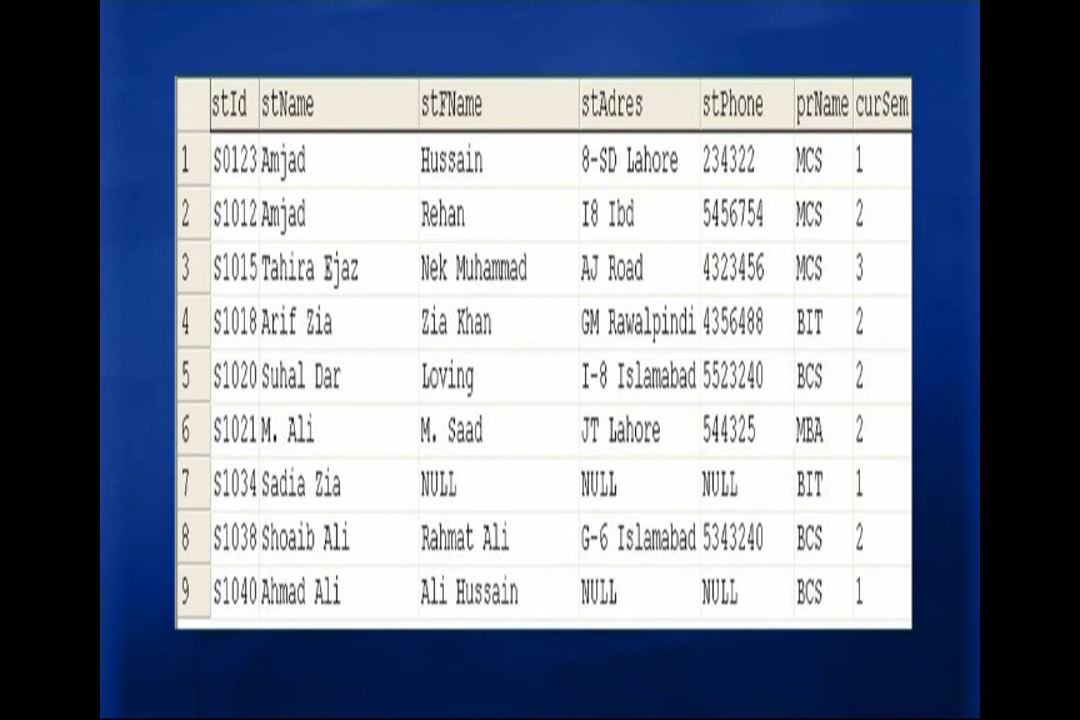 stId stName stFName stAdres stPhone prName curSem
1 S0123 Amjad Hussain 8-SD Lahore 234322 MCS 1
2 S1012 Amjad Rehan I8 Ibd 5456754 MCS 2
3 S1015 Tahira Ejaz Nek Muhammad AJ Road 4323456 MCS 3
4 S1018 Arif Zia Zia Khan GM Rawalpindi 4356488 BIT 2
5 S1020 Suhal Dar Loving I-8 Islamabad 5523240 BCS 2
6 S1021 M. Ali M. Saad JT Lahore 544325 MBA 2
7 S1034 Sadia Zia NULL NULL NULL BIT 1
8 S1038 Shoaib Ali Rahmat Ali G-6 Islamabad 5343240 BCS 2
9 S1040 Ahmad Ali Ali Hussain NULL NULL BCS 1